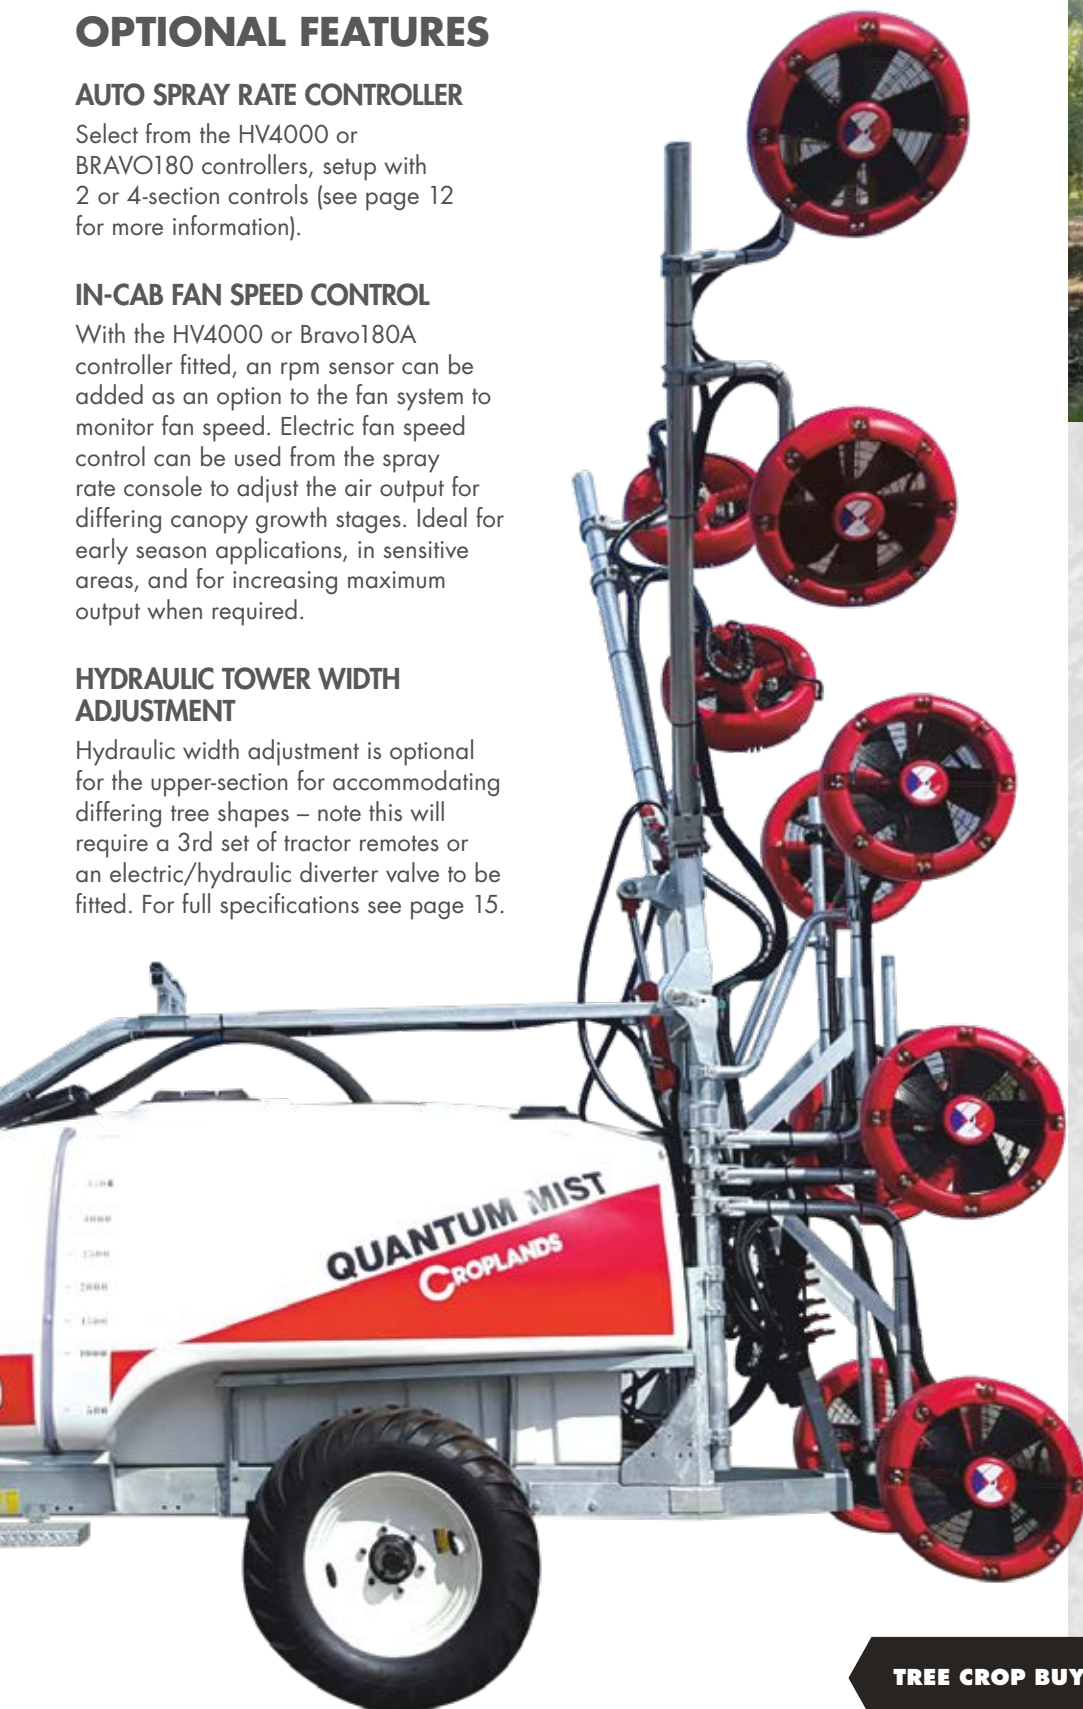 OPTIONAL FEATURES
AUTO SPRAY RATE CONTROLLER
Select from the HV4000 or
BRAVO180 controllers, setup with
2 or 4-section controls (see page 12
for more information).
IN-CAB FAN SPEED CONTROL
With the HV4000 or Bravo180A
controller fitted, an rpm sensor can be
added as an option to the fan system to
monitor fan speed. Electric fan speed
control can be used from the spray
rate console to adjust the air output for
differing canopy growth stages. Ideal for
early season applications, in sensitive
areas, and for increasing maximum
output when required.
HYDRAULIC TOWER WIDTH
ADJUSTMENT
Hydraulic width adjustment is optional
for the upper-section for accommodating
differing tree shapes – note this will
require a 3rd set of tractor remotes or
an electric/hydraulic diverter valve to be
fitted. For full specifications see page 15.
QUANTUM MIST
CROPLANDS
3000
2500
2000
1500
1000
500
TREE CROP BUY